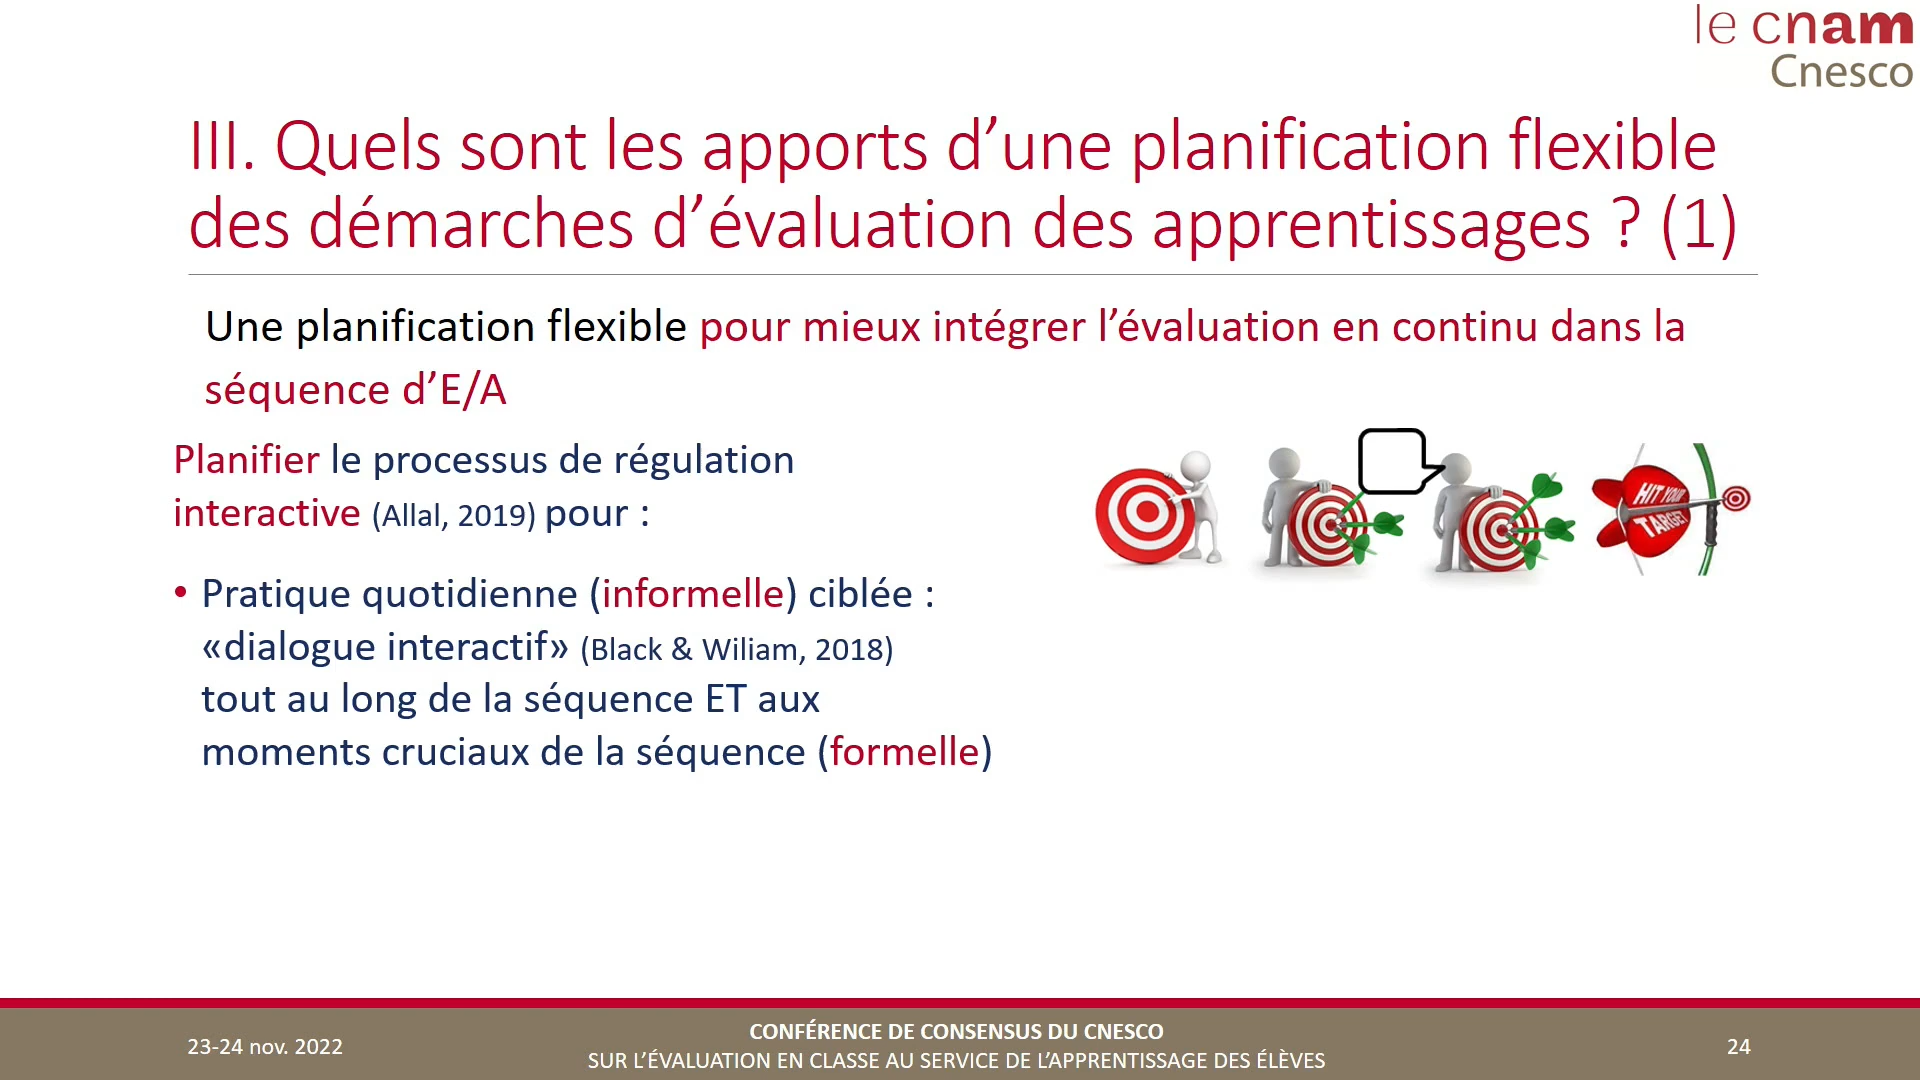 le cnam
Cnesco
III. Quels sont les apports d’une planification flexible
des démarches d’évaluation des apprentissages ? (1)
Une planification flexible pour mieux intégrer l’évaluation en continu dans la
séquence d’E/A
Planifier le processus de régulation
interactive (Allal, 2019) pour :
• Pratique quotidienne (informelle) ciblée :
«dialogue interactif» (Black & Wiliam, 2018)
tout au long de la séquence ET aux
moments cruciaux de la séquence (formelle)
HIT YOUR
TARGET
23-24 nov. 2022
CONFÉRENCE DE CONSENSUS DU CNESCO
SUR L’ÉVALUATION EN CLASSE AU SERVICE DE L’APPRENTISSAGE DES ÉLÈVES
24